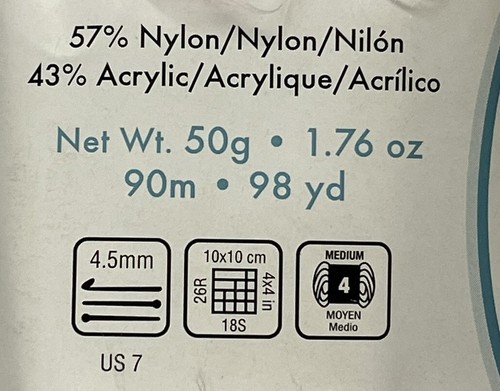 57% Nylon/Nylon/Nilón
43% Acrylic/Acrylique/Acrílico
Net Wt. 50g • 1.76 oz
90m • 98 yd
4.5mm
US 7
10x10 cm
26R
4x4 in
18S
MEDIUM
4
MOYEN
Medio